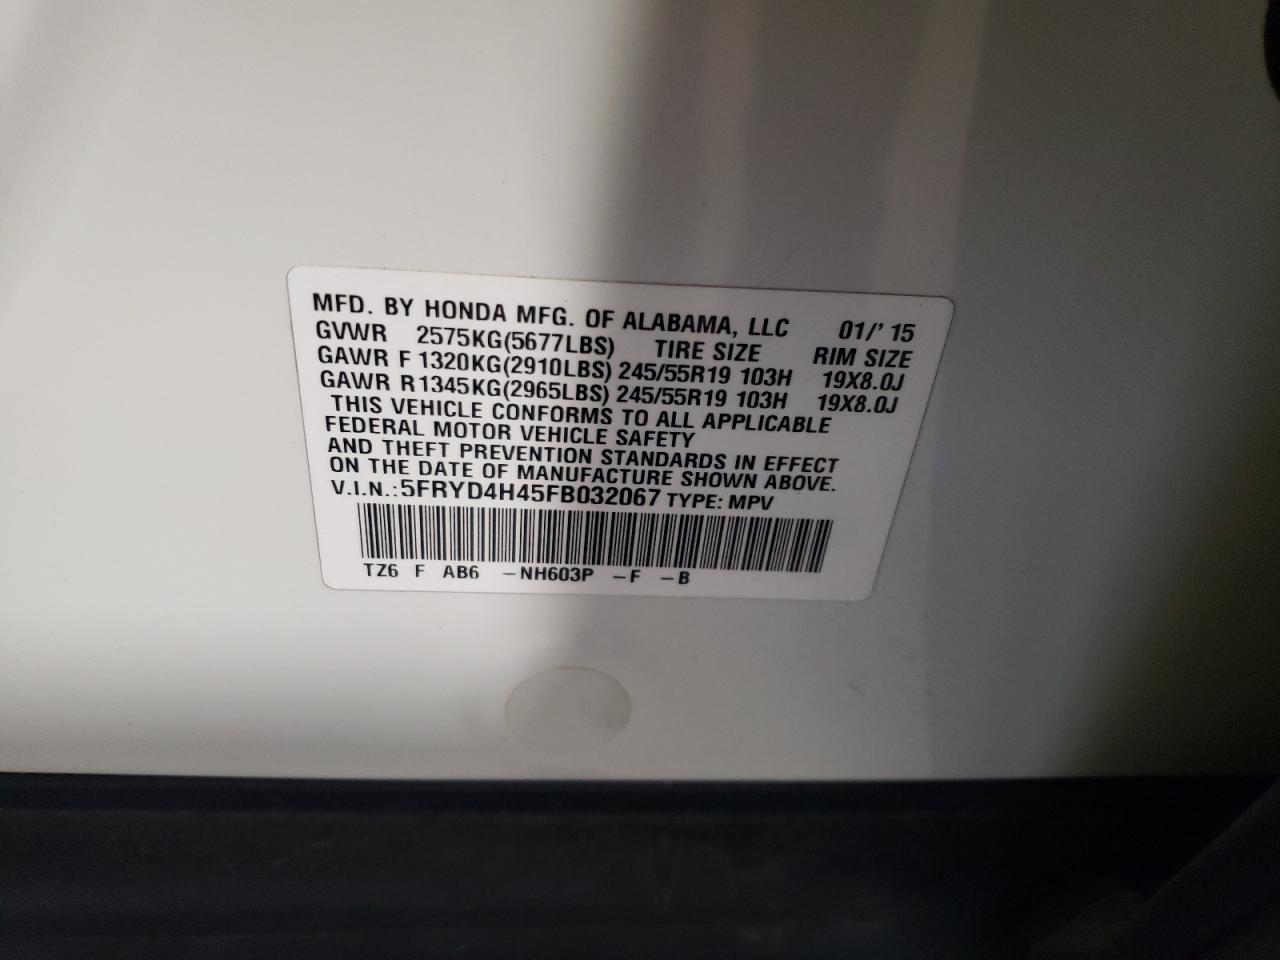 MFD. BY HONDA MFG. OF ALABAMA, LLC 01/' 15
GVWR 2575KG(5677LBS) TIRE SIZE RIM SIZE
GAWR F 1320KG(2910LBS) 245/55R19 103H 19X8.0J
GAWR R1345KG(2965LBS) 245/55R19 103H 19X8.0J
THIS VEHICLE CONFORMS TO ALL APPLICABLE
FEDERAL MOTOR VEHICLE SAFETY
AND THEFT PREVENTION STANDARDS IN EFFECT
ON THE DATE OF MANUFACTURE SHOWN ABOVE.
V.I.N.:5FRYD4H45FB032067 TYPE: MPV
TZ6 F AB6 -NH603P -F -B